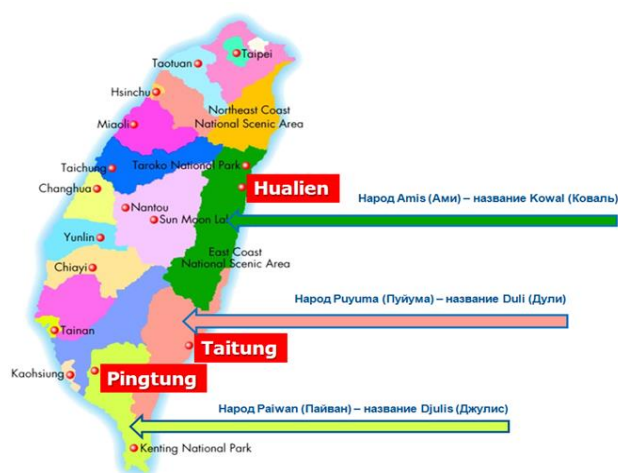 Taipei
Taotuan
Hsinchu
Northeast Coast
National Scenic Area
Miaoli
Taichung
Taroko National Park
Changhua
Hualien
Народ Amis (Ами) – название Kowal (Коваль)
Nantou
Sun Moon Lak
Yunlin
East Coast
National Scenic Area
Chiayi
Народ Puyuma (Пуйума) – название Duli (Дули)
Tainan
Taitung
Kaohsiung
Pingtung
Народ Paiwan (Пайван) – название Djulis (Джулис)
Kenting National Park